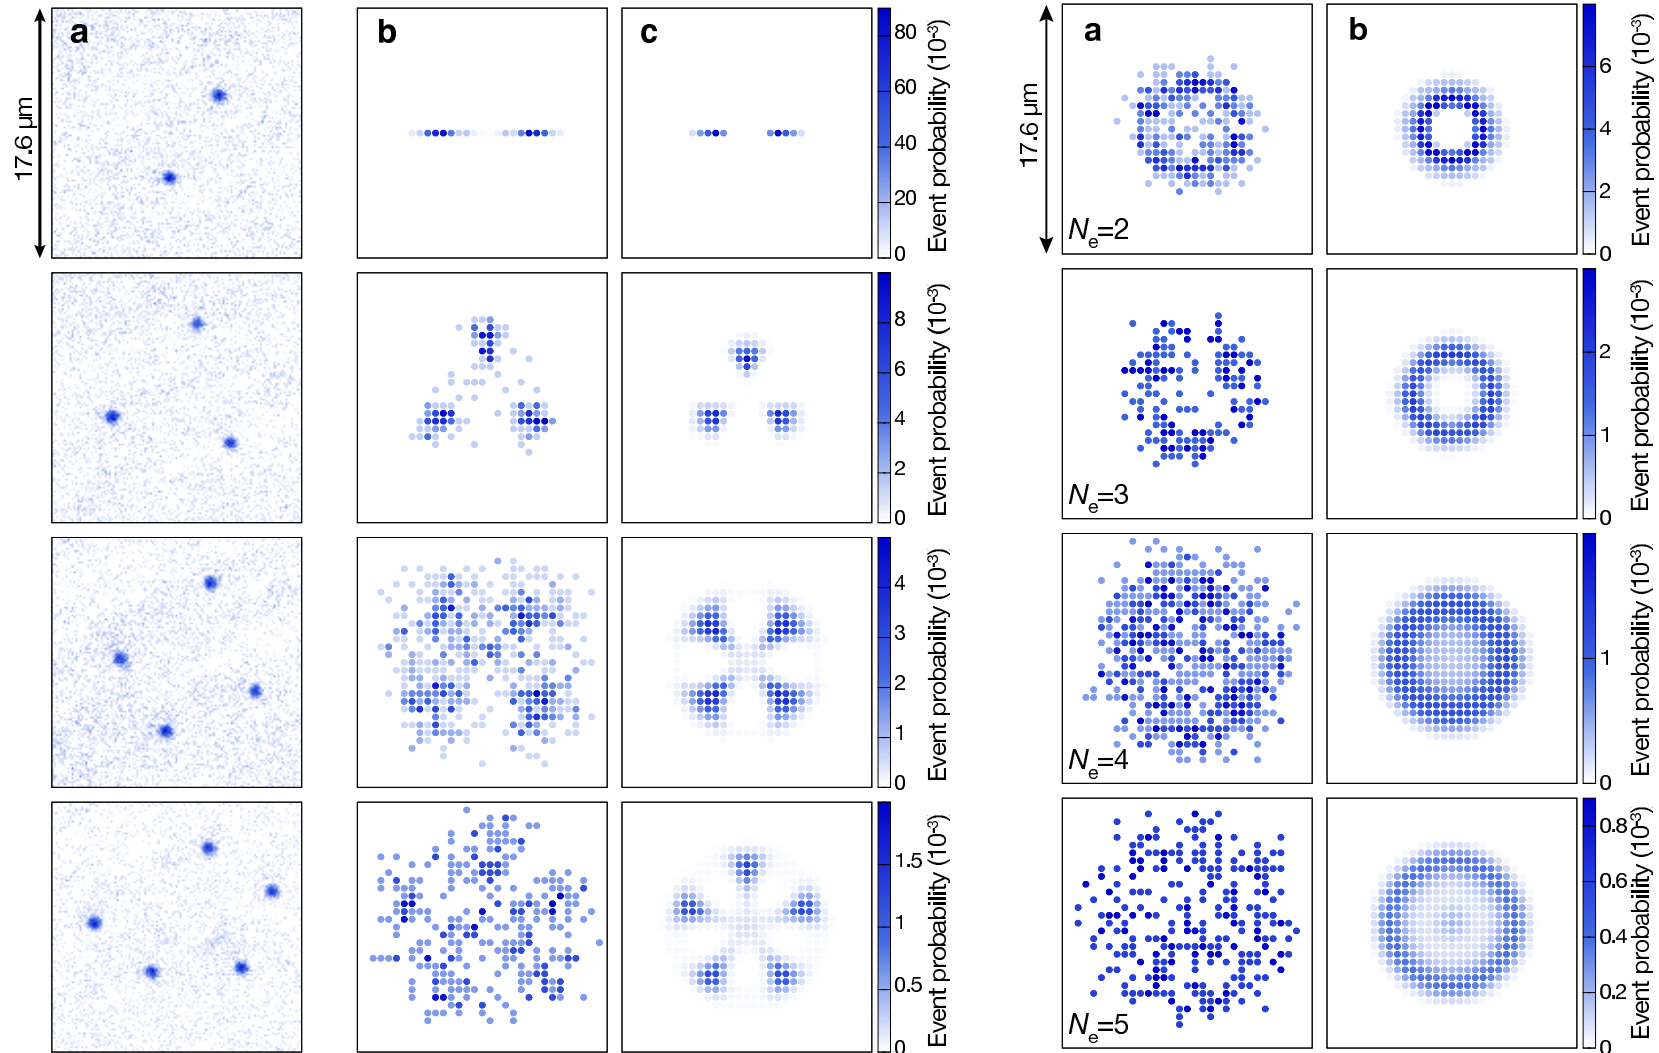 a
b
c
17.6 µm
80
60
40
20
0
Event probability (10-3)
8
6
4
2
0
Event probability (10-3)
4
3
2
1
0
Event probability (10-3)
1.5
1
0.5
0
Event probability (10-3)
a
b
17.6 µm
Ne=2
6
4
2
0
Event probability (10-3)
Ne=3
2
1
0
Event probability (10-3)
Ne=4
1
0
Event probability (10-3)
Ne=5
0.8
0.6
0.4
0.2
0
Event probability (10-3)